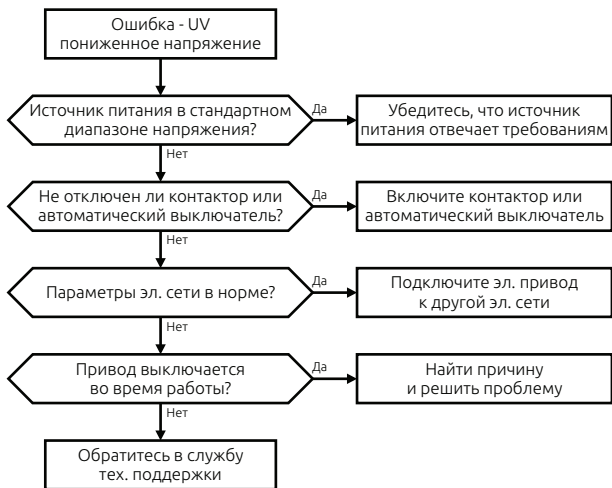 Ошибка - UV
пониженное напряжение
Источник питания в стандартном
диапазоне напряжения?
Да
Убедитесь, что источник
питания отвечает требованиям
Нет
Не отключен ли контактор или
автоматический выключатель?
Да
Включите контактор или
автоматический выключатель
Нет
Параметры эл. сети в норме?
Да
Подключите эл. привод
к другой эл. сети
Нет
Привод выключается
во время работы?
Да
Найти причину
и решить проблему
Нет
Обратитесь в службу
тех. поддержки